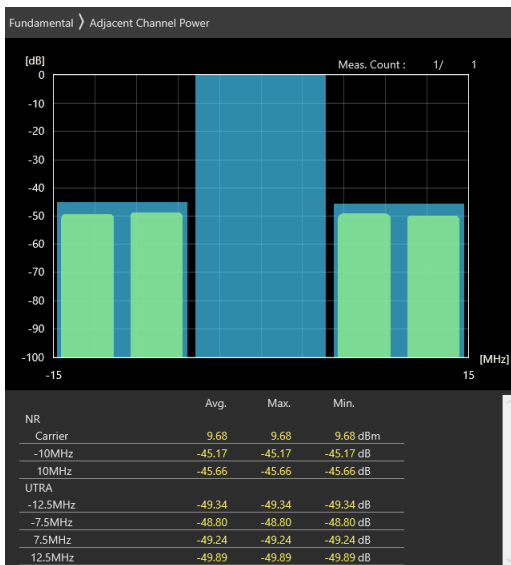 Fundamental 》 Adjacent Channel Power
[dB]
Meas. Count : 1/ 1
0
-10
-20
-30
-40
-50
-60
-70
-80
-90
-100
[MHz]
-15 15
Avg. Max. Min.
NR
Carrier 9.68 9.68 9.68 dBm
-10MHz -45.17 -45.17 -45.17 dB
10MHz -45.66 -45.66 -45.66 dB
UTRA
-12.5MHz -49.34 -49.34 -49.34 dB
-7.5MHz -48.80 -48.80 -48.80 dB
7.5MHz -49.24 -49.24 -49.24 dB
12.5MHz -49.89 -49.89 -49.89 dB